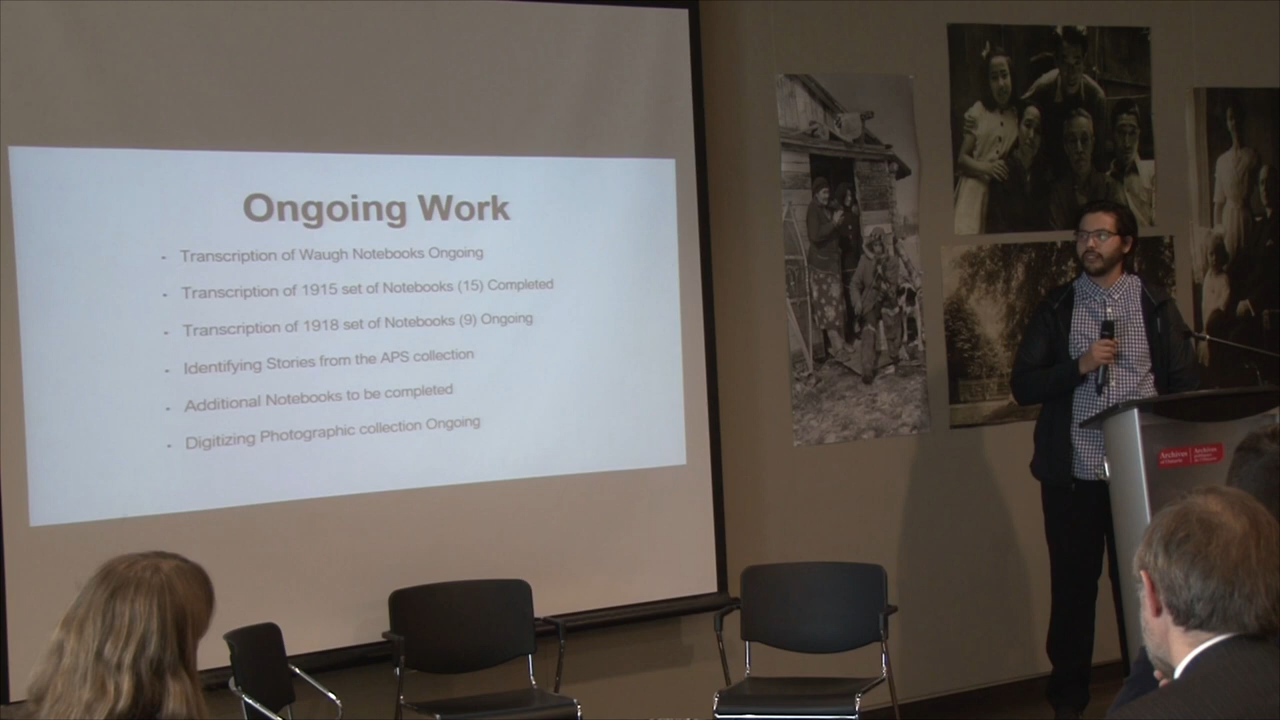 Ongoing Work
- Transcription of Waugh Notebooks Ongoing
- Transcription of 1915 set of Notebooks (15) Completed
- Transcription of 1918 set of Notebooks (9) Ongoing
- Identifying Stories from the APS collection
- Additional Notebooks to be completed
- Digitizing Photographic collection Ongoing
Archives
Archives